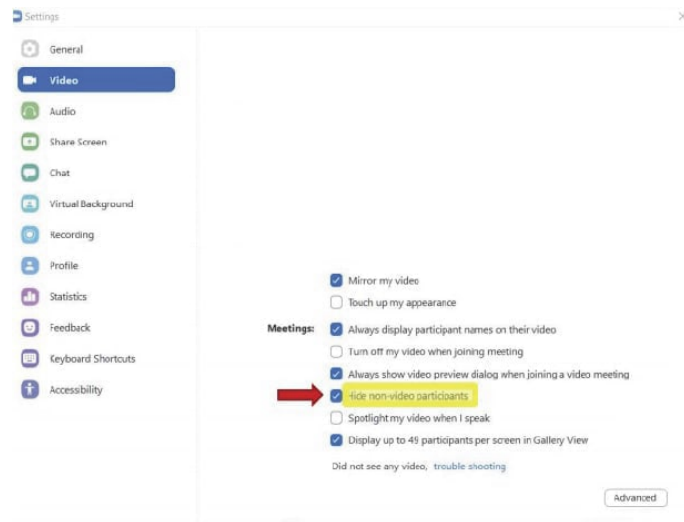 Settings
General
Video
Audio
Share Screen
Chat
Virtual Background
Recording
Profile
Statistics
Feedback
Keyboard Shortcuts
Accessibility
Mirror my video
Touch up my appearance
Meetings: Always display participant names on their video
Turn off my video when joining meeting
Always show video preview dialog when joining a video meeting
Hide non-video participants
Spotlight my video when I speak
Display up to 49 participants per screen in Gallery View
Did not see any video, trouble shooting
Advanced